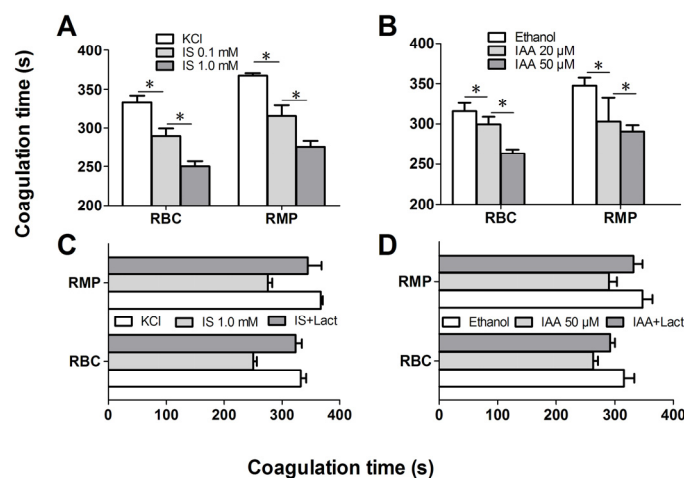 A
KCl
IS 0.1 mM
IS 1.0 mM
Coagulation time (s)
400
350
300
250
200
* * * *
RBC RMP
B
Ethanol
IAA 20 µM
IAA 50 µM
400
350
300
250
200
* * * *
RBC RMP
C
RMP
KCl IS 1.0 mM IS+Lact
RBC
0 100 200 300 400
D
RMP
Ethanol IAA 50 µM IAA+Lact
RBC
0 100 200 300 400
Coagulation time (s)